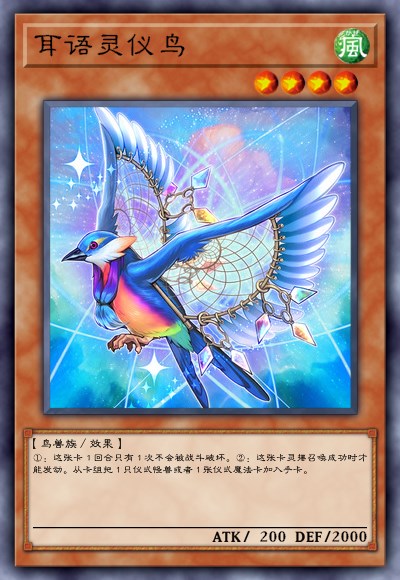 耳语灵仪鸟
風
【鸟兽族/效果】
①：这张卡1回合只有1次不会被战斗破坏。②：这张卡灵摆召唤成功时才
能发动。从卡组把1只仪式怪兽或者1张仪式魔法卡加入手卡。
ATK/ 200 DEF/2000